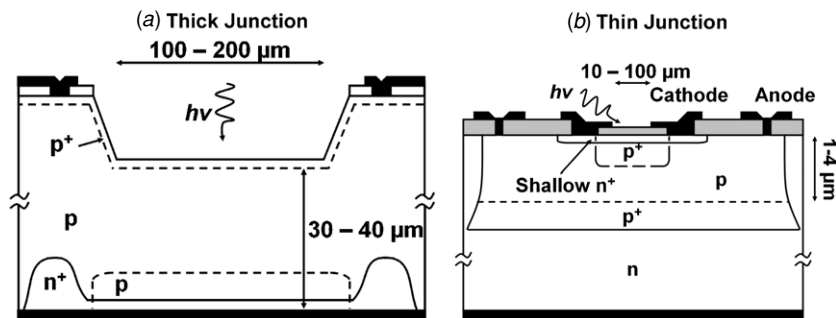 (a) Thick Junction
100 – 200 µm
hv
p+
p
30 – 40 µm
n+
p
(b) Thin Junction
10 – 100 µm
hv
Cathode
Anode
p+
Shallow n+
p
1-4 µm
p+
n